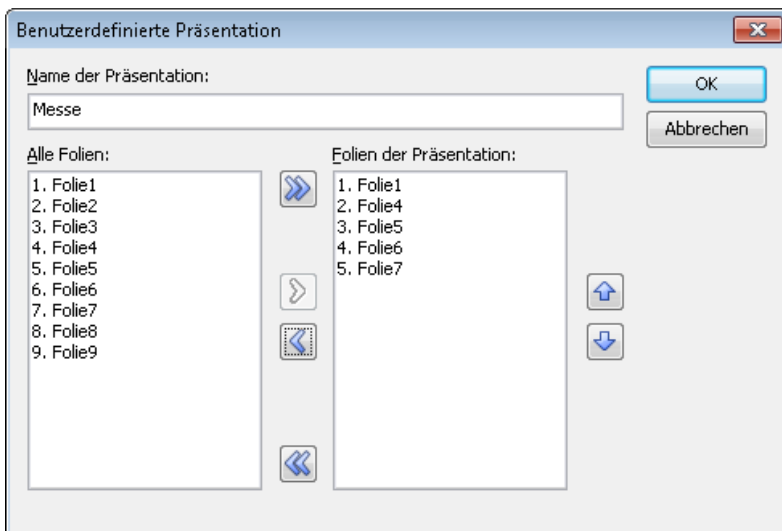 Benutzerdefinierte Präsentation
Name der Präsentation:
Messe
OK
Abbrechen
Alle Folien:
1. Folie1
2. Folie2
3. Folie3
4. Folie4
5. Folie5
6. Folie6
7. Folie7
8. Folie8
9. Folie9
Folien der Präsentation:
1. Folie1
2. Folie4
3. Folie5
4. Folie6
5. Folie7